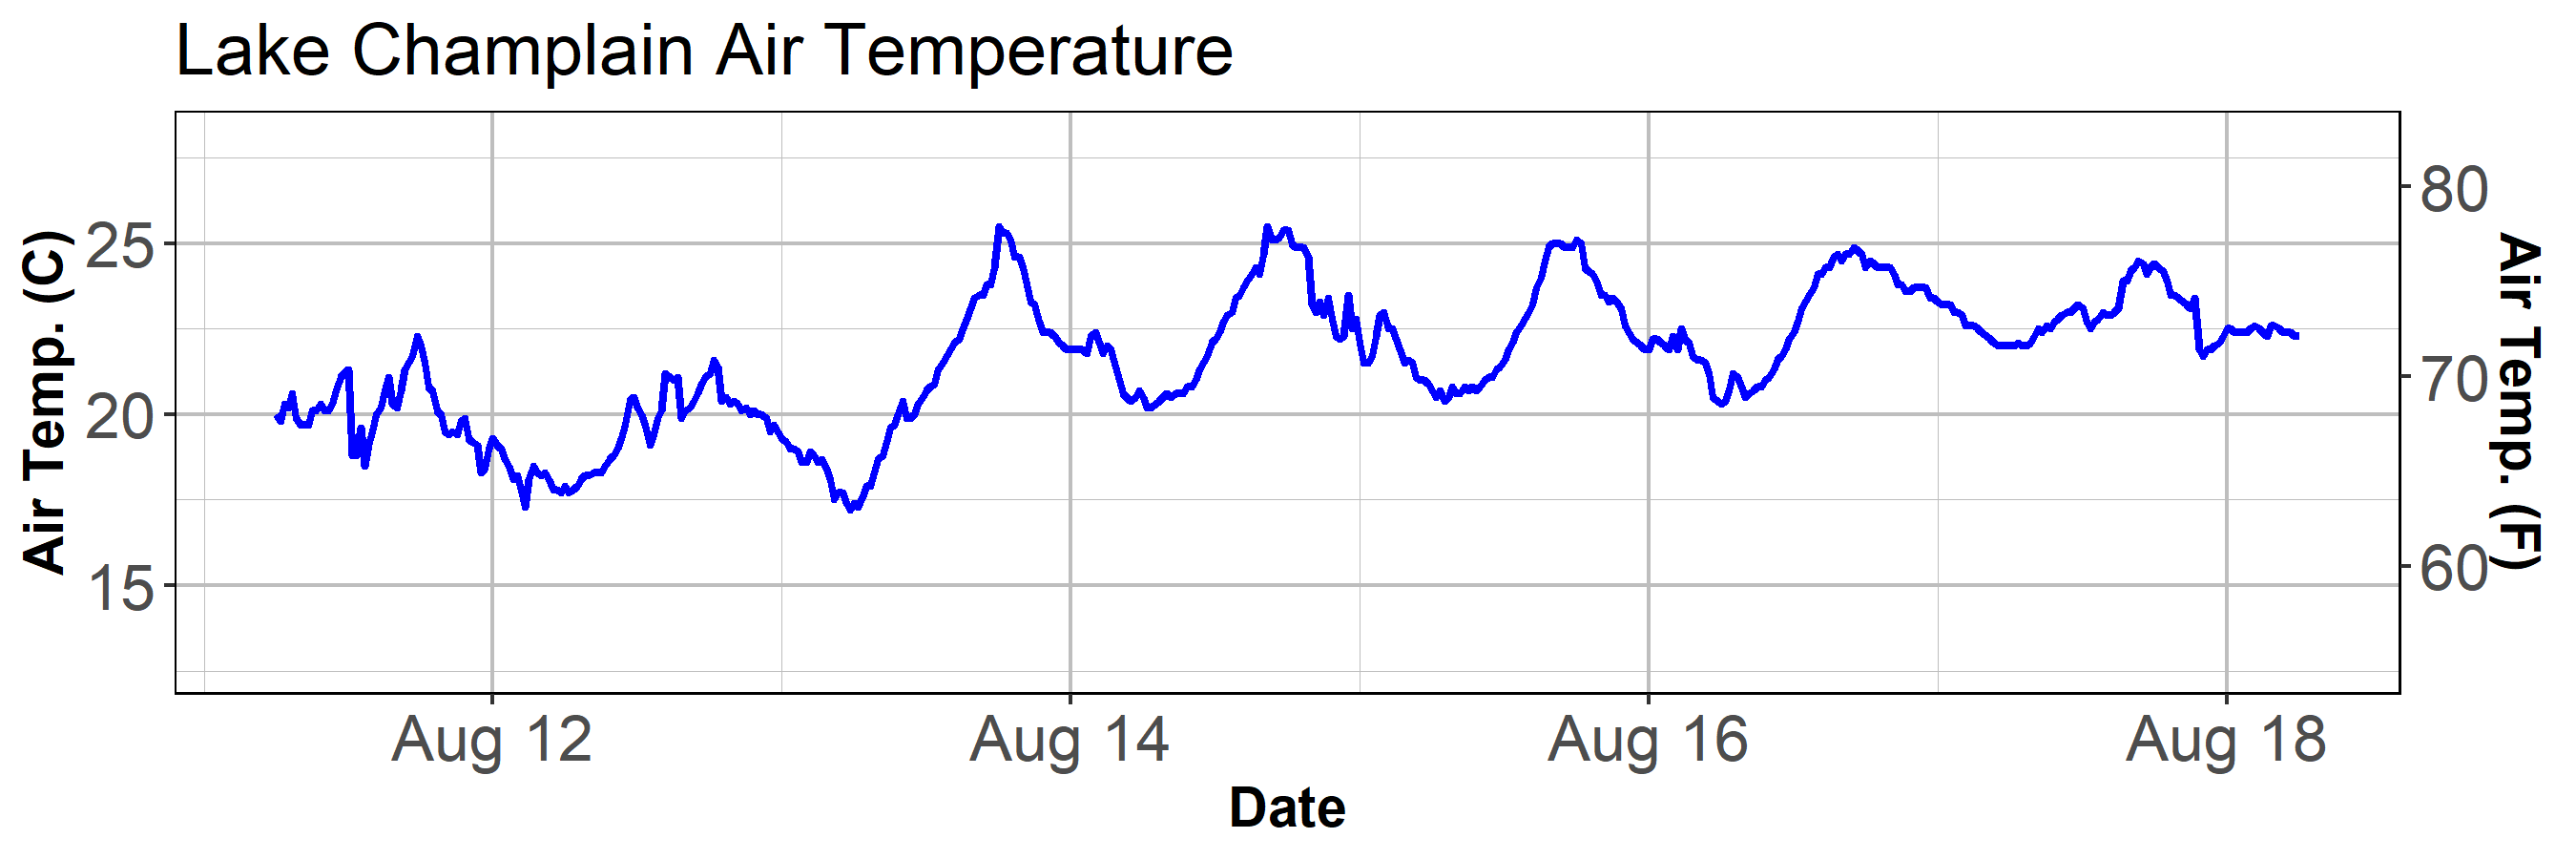 Lake Champlain Air Temperature
Air Temp. (C)
25
20
15
80
70
60
Air Temp. (F)
Aug 12
Aug 14
Aug 16
Aug 18
Date